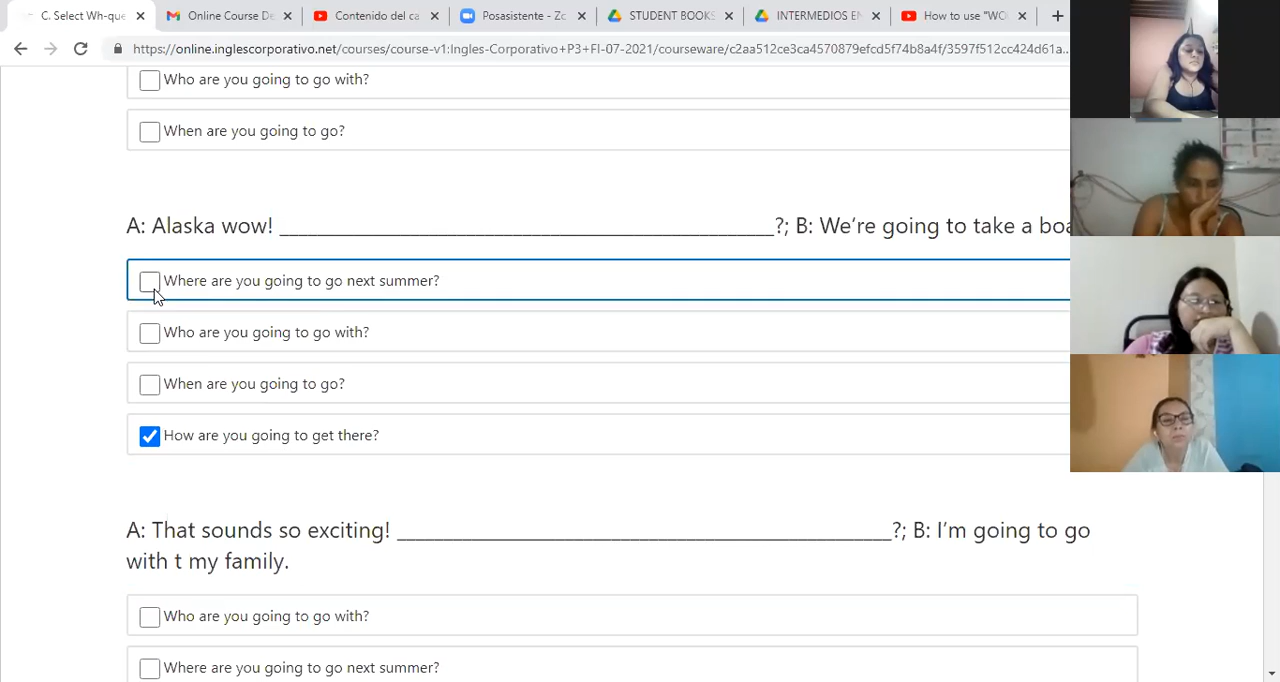 C. Select Wh-que
Online Course De
Contenido del ca
Posasistente - Zo
STUDENT BOOKS
INTERMEDIOS EN
How to use "WO
https://online.inglescorporativo.net/courses/course-v1:Ingles-Corporativo+P3+FI-07-2021/courseware/c2aa512ce3ca4570879efcd5f74b8a4f/3597f512cc424d61a...
Who are you going to go with?
When are you going to go?
A: Alaska wow! ______________________________________________?; B: We're going to take a boa
Where are you going to go next summer?
Who are you going to go with?
When are you going to go?
How are you going to get there?
A: That sounds so exciting! ______________________________________________?; B: I'm going to go
with t my family.
Who are you going to go with?
Where are you going to go next summer?